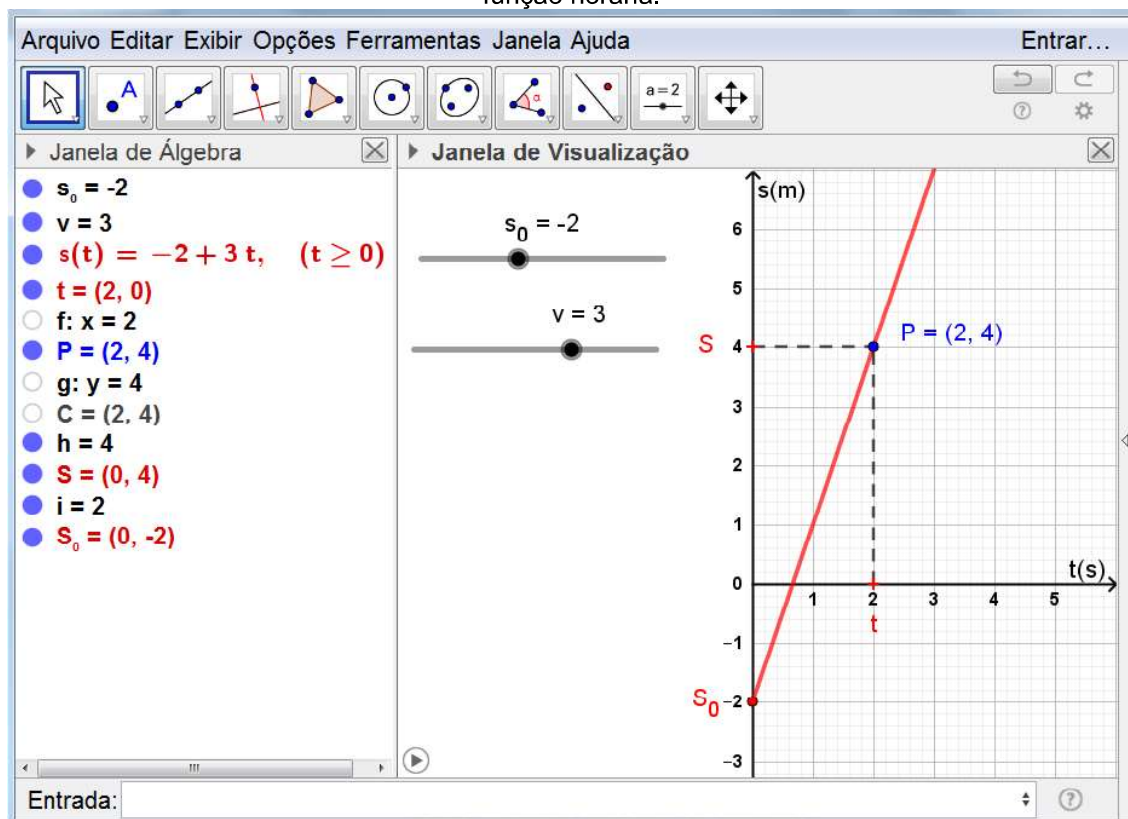 função horária.
Arquivo Editar Exibir Opções Ferramentas Janela Ajuda Entrar...
A
α
a=2
Janela de Álgebra
s₀ = -2
v = 3
s(t) = −2 + 3 t, (t ≥ 0)
t = (2, 0)
f: x = 2
P = (2, 4)
g: y = 4
C = (2, 4)
h = 4
S = (0, 4)
i = 2
S₀ = (0, -2)
Janela de Visualização
s₀ = -2
v = 3
s(m)
6
5
S 4
P = (2, 4)
3
2
1
0
t(s)
1 2 3 4 5
t
−1
S₀ −2
−3
Entrada: